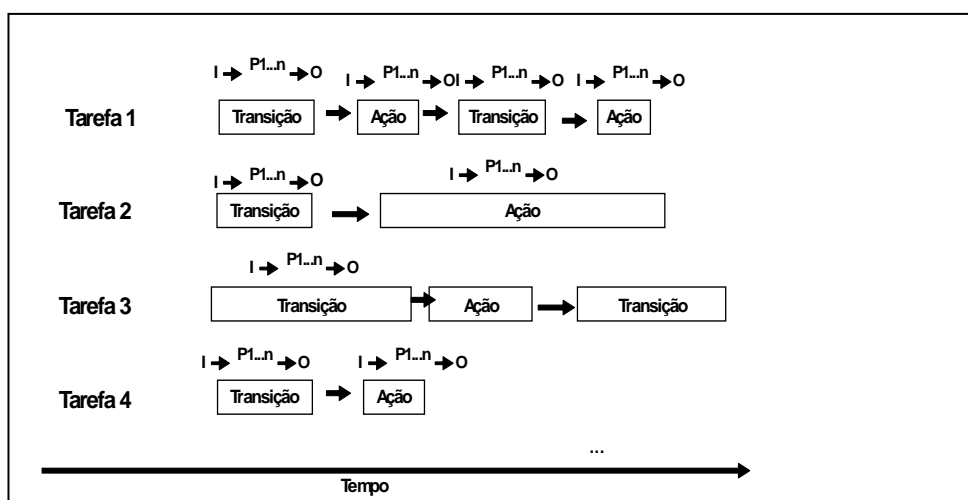 I P1...n O I P1...n O I P1...n O I P1...n O
Tarefa 1 Transição Ação Transição Ação
I P1...n O I P1...n O
Tarefa 2 Transição Ação
I P1...n O
Tarefa 3 Transição Ação Transição
I P1...n O I P1...n O
Tarefa 4 Transição Ação
...
Tempo